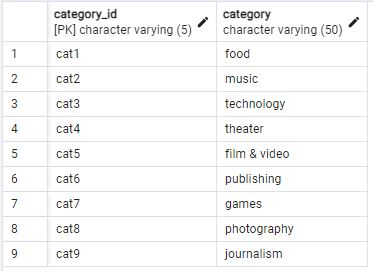 category_id category
[PK] character varying (5) character varying (50)
1 cat1 food
2 cat2 music
3 cat3 technology
4 cat4 theater
5 cat5 film & video
6 cat6 publishing
7 cat7 games
8 cat8 photography
9 cat9 journalism